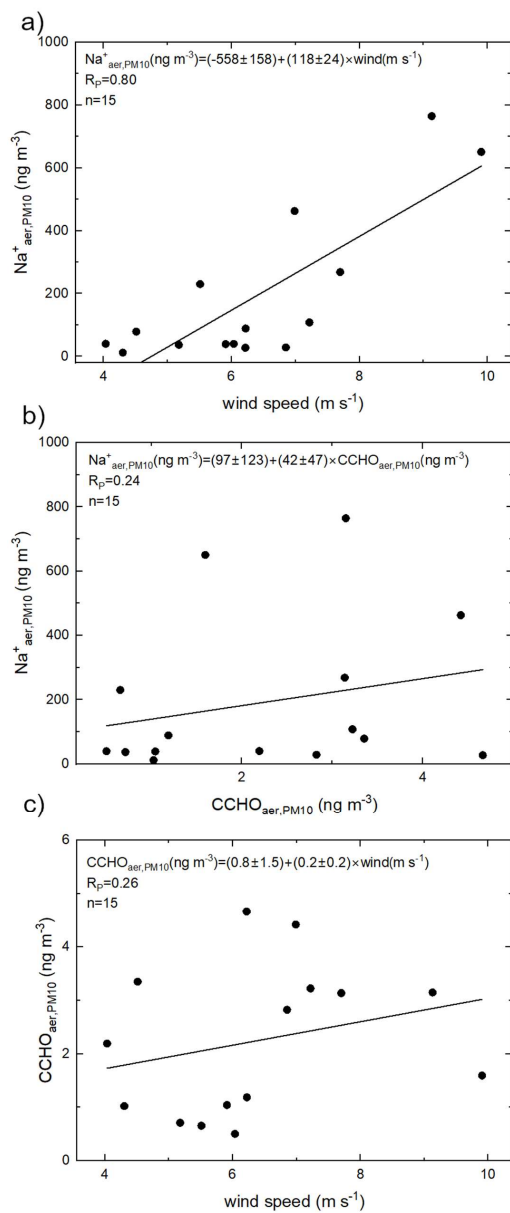 a)
Na⁺aer,PM10(ng m⁻³)=(-558±158)+(118±24)×wind(m s⁻¹)
RP=0.80
n=15
1000
800
600
400
200
0
Na⁺aer,PM10 (ng m⁻³)
4 6 8 10
wind speed (m s⁻¹)
b)
Na⁺aer,PM10(ng m⁻³)=(97±123)+(42±47)×CCHOaer,PM10(ng m⁻³)
RP=0.24
n=15
1000
800
600
400
200
0
Na⁺aer,PM10 (ng m⁻³)
2 4
CCHOaer,PM10 (ng m⁻³)
c)
CCHOaer,PM10(ng m⁻³)=(0.8±1.5)+(0.2±0.2)×wind(m s⁻¹)
RP=0.26
n=15
6
4
2
0
CCHOaer,PM10 (ng m⁻³)
4 5 6 7 8 9 10
wind speed (m s⁻¹)